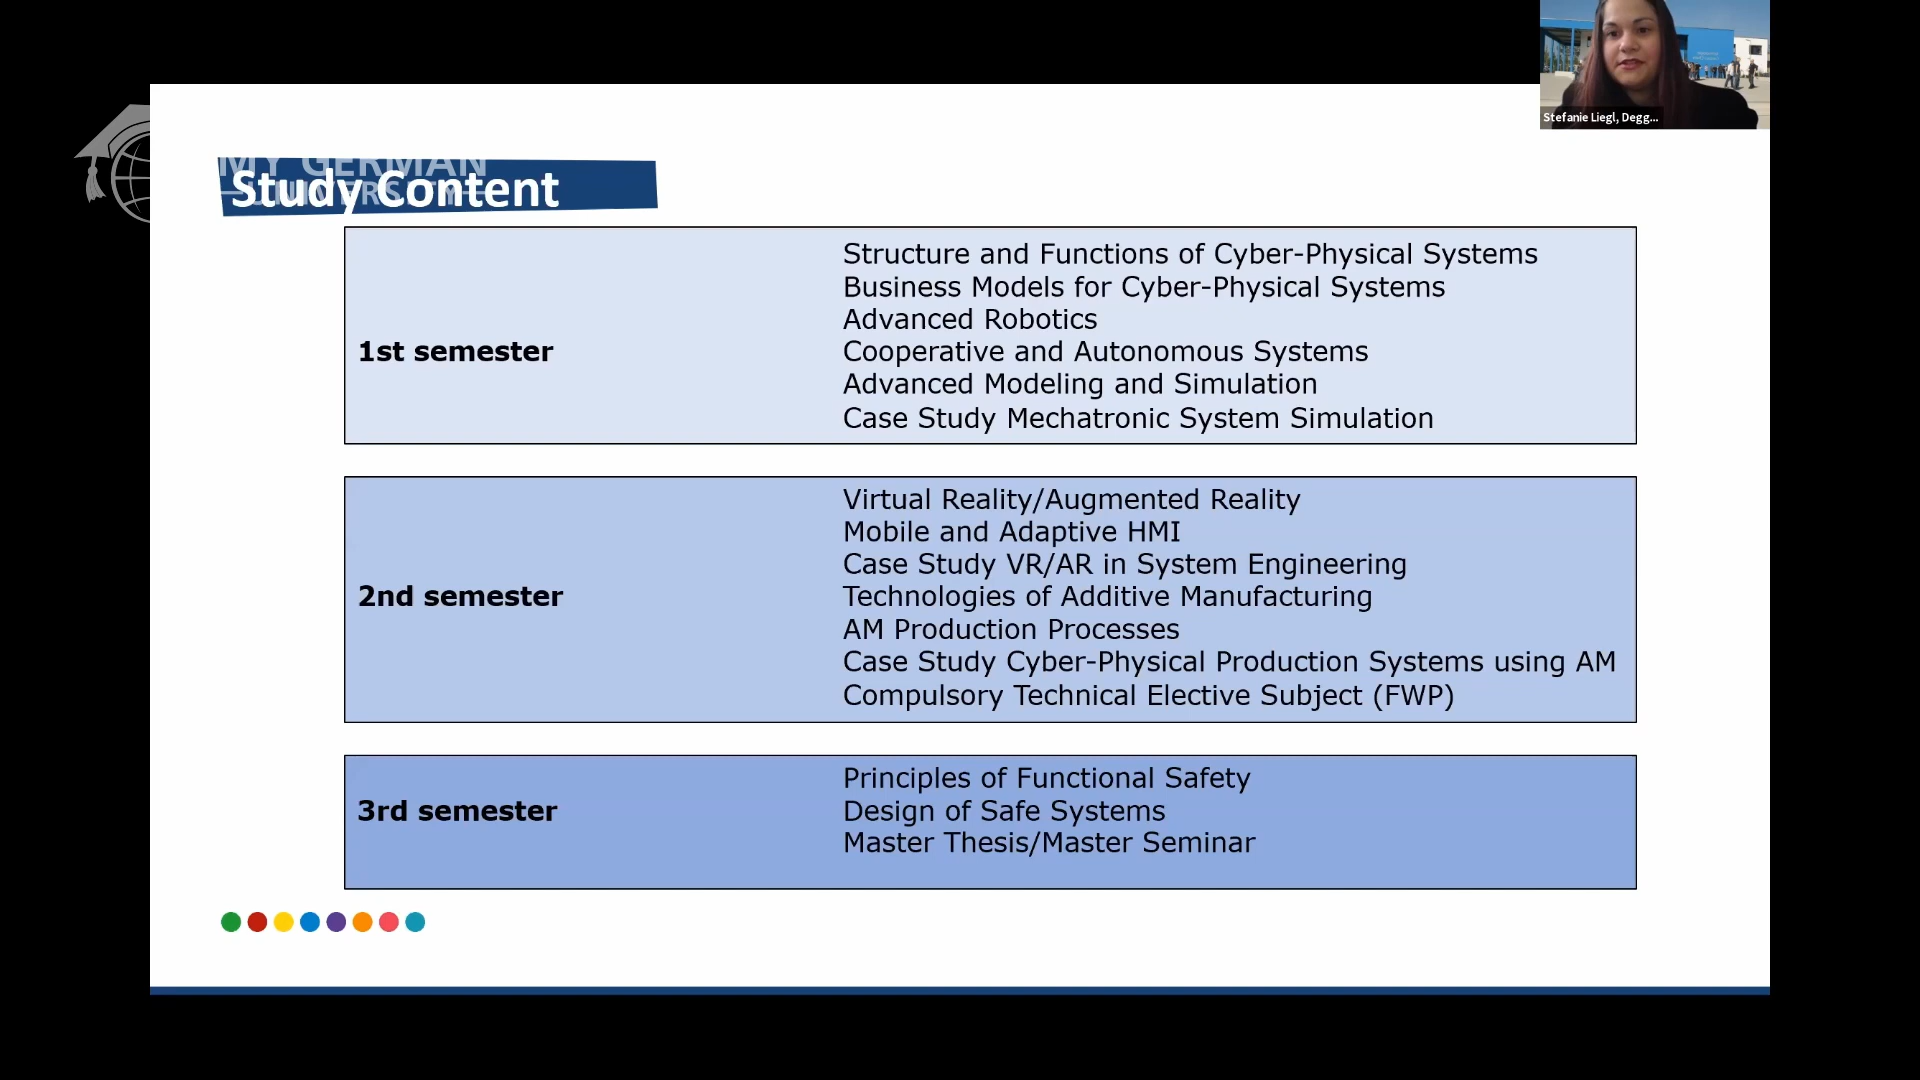 Stefanie Liegl, Degg...
MY GERMAN
UNIVERSITY
Study Content
1st semester
Structure and Functions of Cyber-Physical Systems
Business Models for Cyber-Physical Systems
Advanced Robotics
Cooperative and Autonomous Systems
Advanced Modeling and Simulation
Case Study Mechatronic System Simulation
2nd semester
Virtual Reality/Augmented Reality
Mobile and Adaptive HMI
Case Study VR/AR in System Engineering
Technologies of Additive Manufacturing
AM Production Processes
Case Study Cyber-Physical Production Systems using AM
Compulsory Technical Elective Subject (FWP)
3rd semester
Principles of Functional Safety
Design of Safe Systems
Master Thesis/Master Seminar